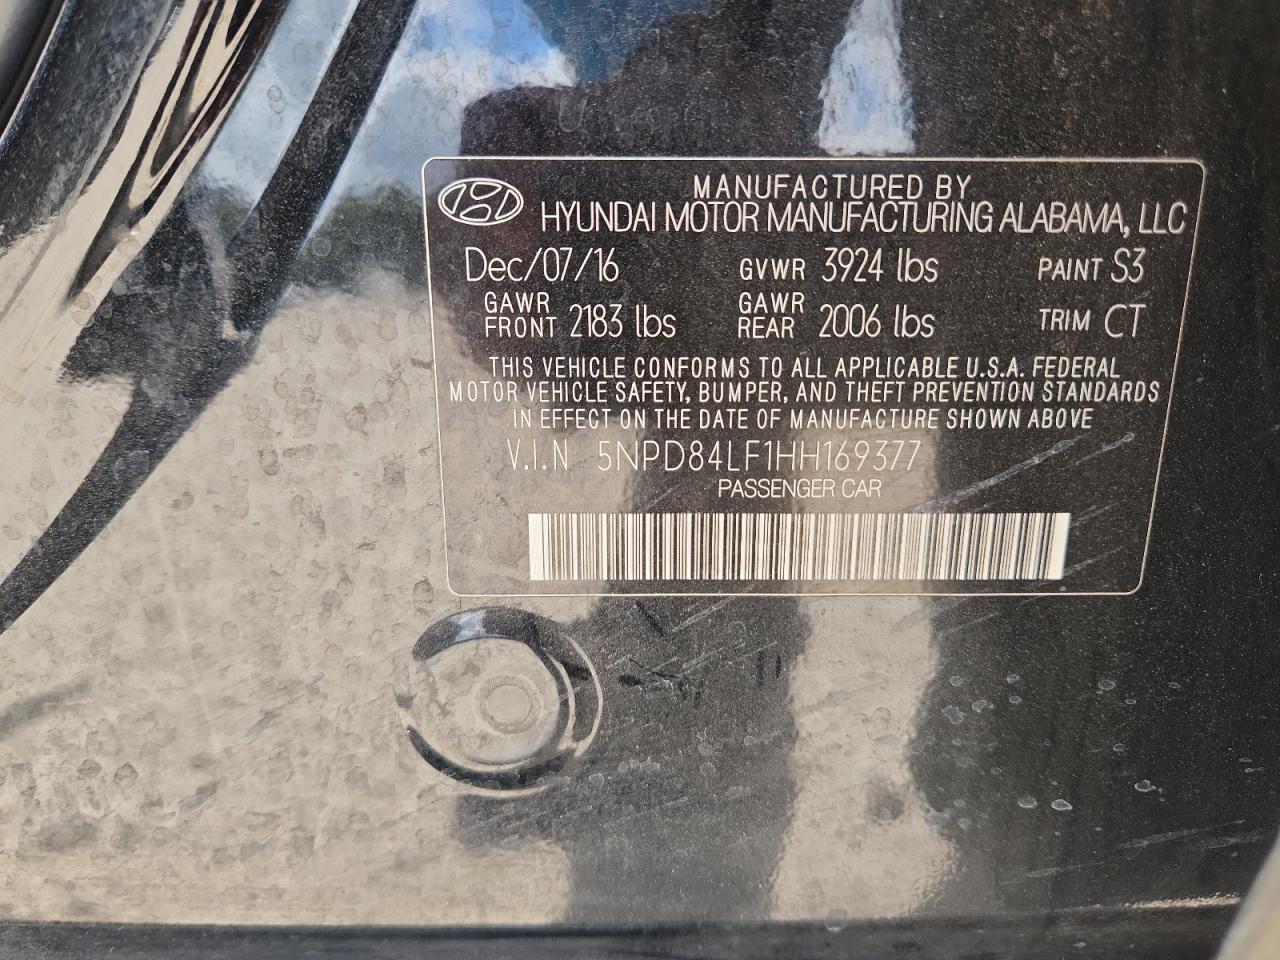 MANUFACTURED BY
HYUNDAI MOTOR MANUFACTURING ALABAMA, LLC
Dec/07/16 GVWR 3924 lbs PAINT S3
GAWR FRONT 2183 lbs GAWR REAR 2006 lbs TRIM CT
THIS VEHICLE CONFORMS TO ALL APPLICABLE U.S.A. FEDERAL
MOTOR VEHICLE SAFETY, BUMPER, AND THEFT PREVENTION STANDARDS
IN EFFECT ON THE DATE OF MANUFACTURE SHOWN ABOVE
V.I.N 5NPD84LF1HH169377
PASSENGER CAR